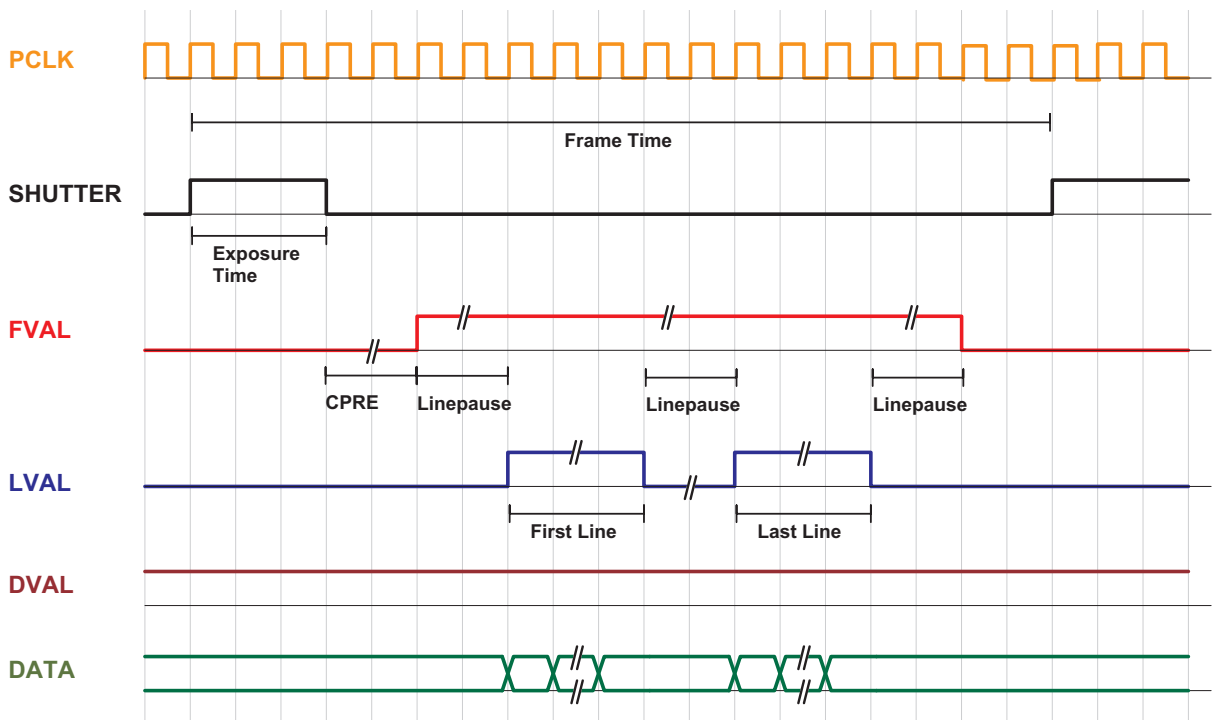 PCLK
Frame Time
SHUTTER
Exposure
Time
FVAL
CPRE
Linepause
Linepause
Linepause
LVAL
First Line
Last Line
DVAL
DATA